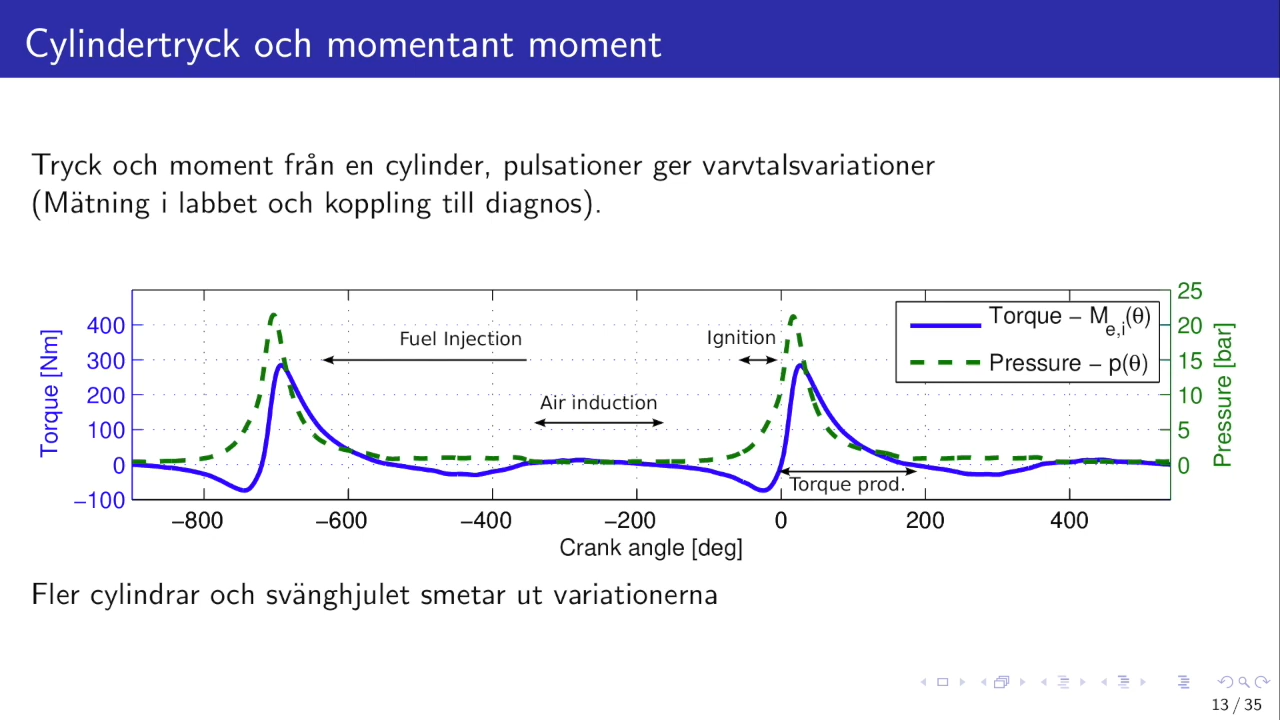 Cylindertryck och momentant moment
Tryck och moment från en cylinder, pulsationer ger varvtalsvariationer
(Mätning i labbet och koppling till diagnos).
Torque [Nm]
400
300
200
100
0
−100
Fuel Injection
Air induction
Ignition
Torque prod.
Torque − M_e,i(θ)
Pressure − p(θ)
25
20
15
10
5
0
Pressure [bar]
−800 −600 −400 −200 0 200 400
Crank angle [deg]
Fler cylindrar och svänghjulet smetar ut variationerna
13 / 35